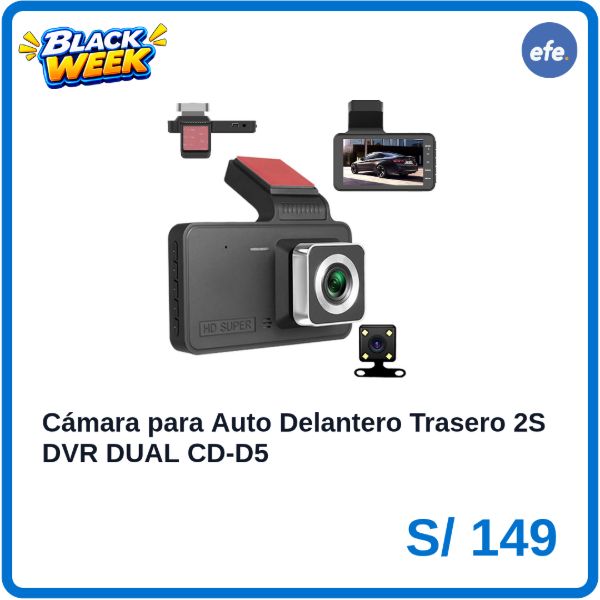 BLACK
WEEK
efe.
HD SUPER
Cámara para Auto Delantero Trasero 2S
DVR DUAL CD-D5
S/ 149